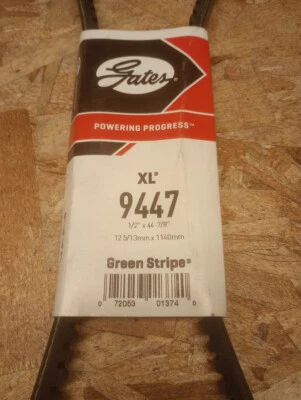 Gates
POWERING PROGRESS™
XL®
9447
1/2" x 44-7/8"
12.5/13mm x 1140mm
Green Stripe®
0 72053 01374 0